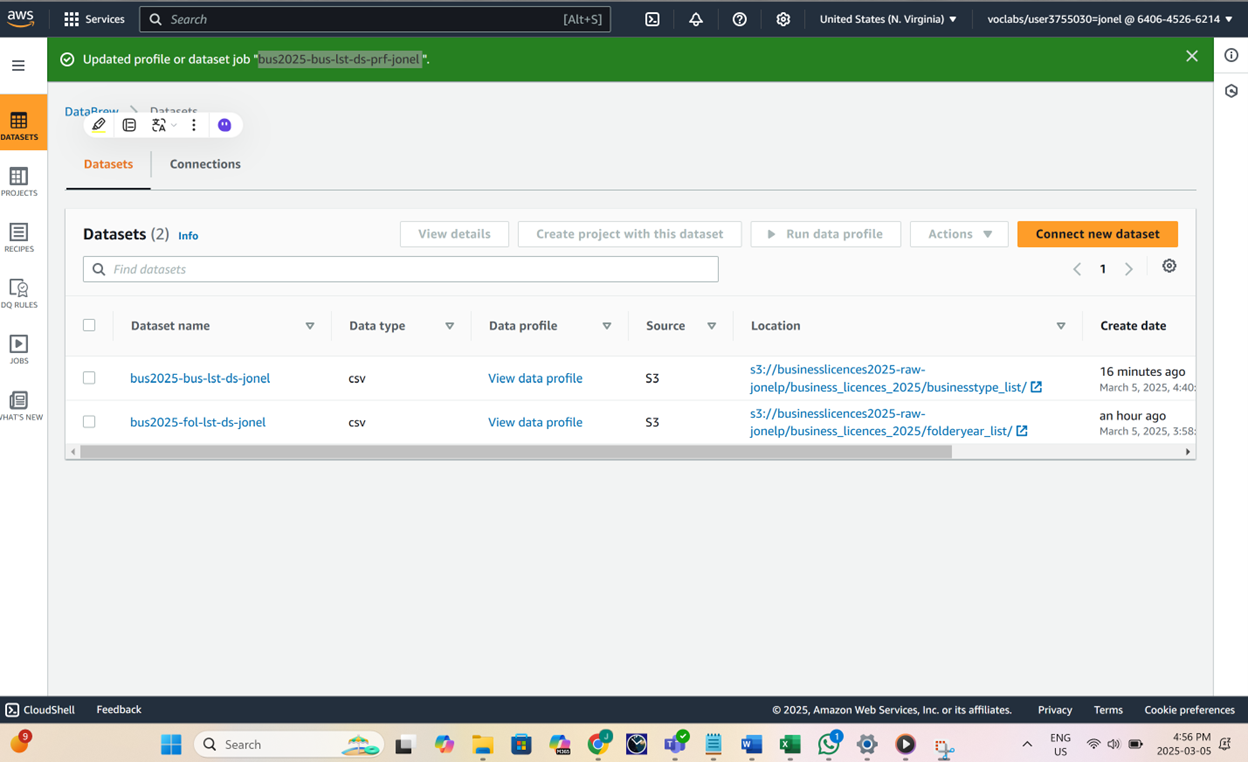 aws
Services
Search
[Alt+S]
United States (N. Virginia)
voclabs/user3755030=jonel @ 6406-4526-6214
Updated profile or dataset job "bus2025-bus-lst-ds-prf-jonel ".
DATASETS
PROJECTS
RECIPES
DQ RULES
JOBS
WHAT'S NEW
DataBrew
Datasets
Datasets
Connections
Datasets (2) Info
View details
Create project with this dataset
Run data profile
Actions
Connect new dataset
Find datasets
1
Dataset name
Data type
Data profile
Source
Location
Create date
bus2025-bus-lst-ds-jonel
csv
View data profile
S3
s3://businesslicences2025-raw-
jonelp/business_licences_2025/businesstype_list/
16 minutes ago
March 5, 2025, 4:40:
bus2025-fol-lst-ds-jonel
csv
View data profile
S3
s3://businesslicences2025-raw-
jonelp/business_licences_2025/folderyear_list/
an hour ago
March 5, 2025, 3:58:
CloudShell
Feedback
© 2025, Amazon Web Services, Inc. or its affiliates.
Privacy
Terms
Cookie preferences
9
Search
M365
J
1
ENG
US
4:56 PM
2025-03-05